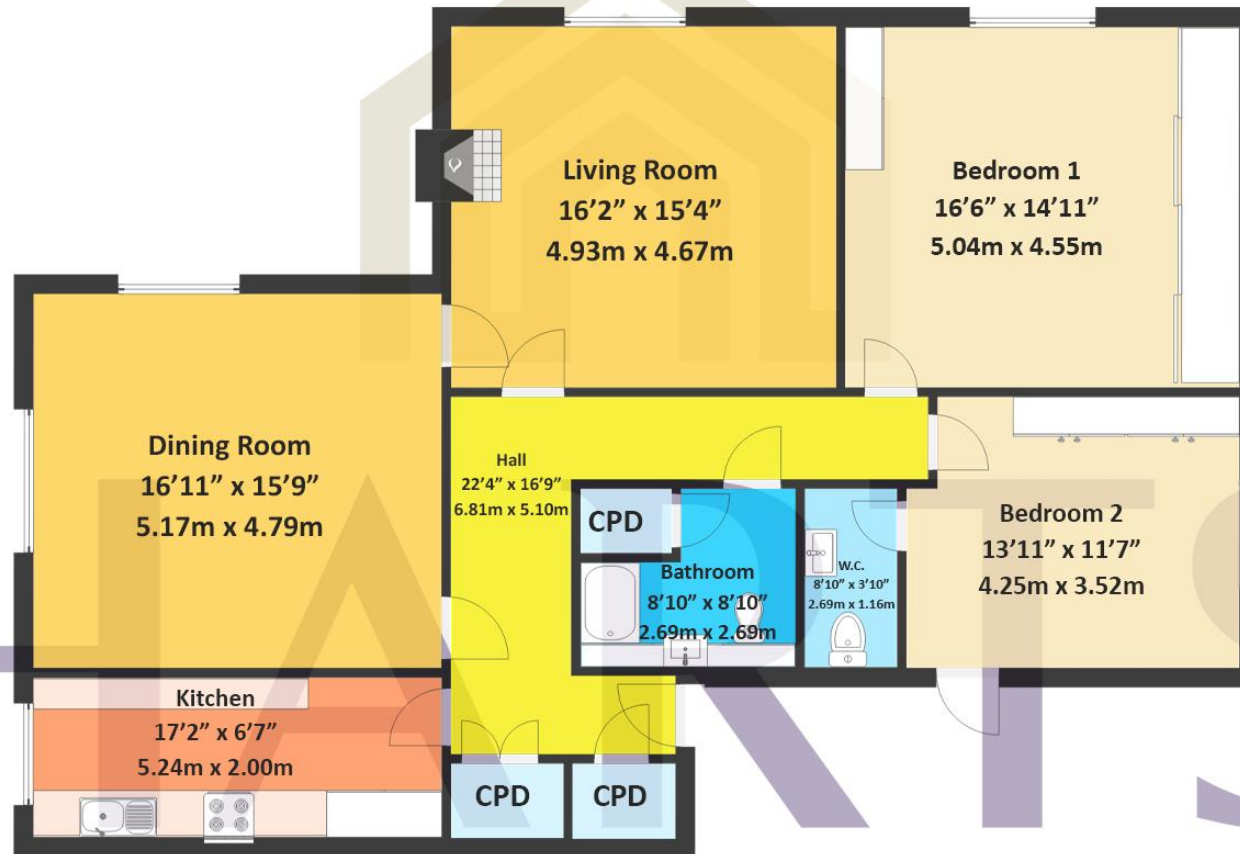 Living Room
16’2” x 15’4”
4.93m x 4.67m
Bedroom 1
16’6” x 14’11”
5.04m x 4.55m
Dining Room
16’11” x 15’9”
5.17m x 4.79m
Hall
22’4” x 16’9”
6.81m x 5.10m
CPD
Bathroom
8’10” x 8’10”
2.69m x 2.69m
W.C.
8’10” x 3’10”
2.69m x 1.16m
Bedroom 2
13’11” x 11’7”
4.25m x 3.52m
Kitchen
17’2” x 6’7”
5.24m x 2.00m
CPD
CPD